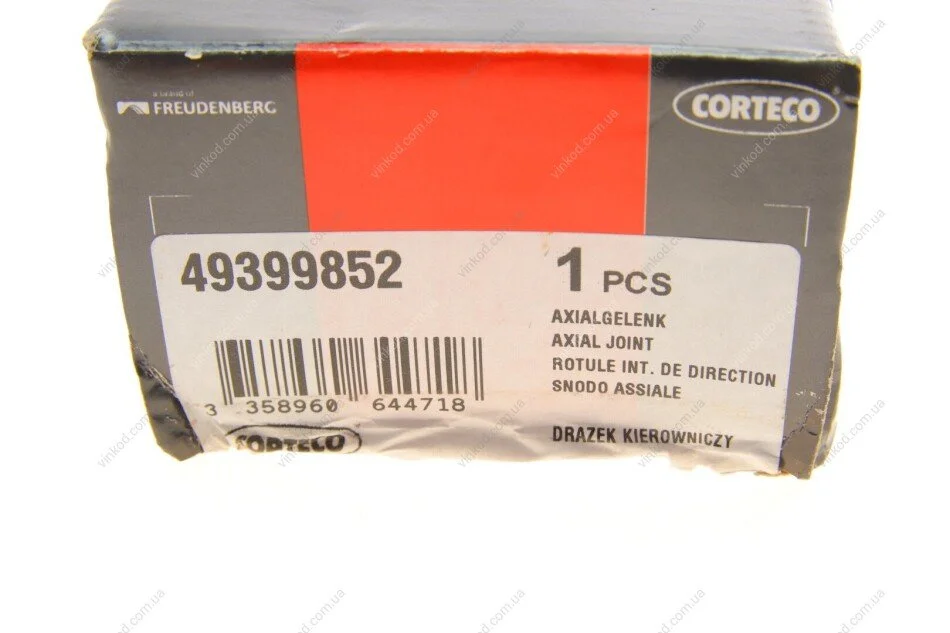 a brand of
FREUDENBERG
CORTECO
49399852
1 PCS
AXIALGELENK
AXIAL JOINT
ROTULE INT. DE DIRECTION
SNODO ASSIALE
DRAZEK KIEROWNICZY
3 358960 644718
CORTECO
vinkod.com.ua